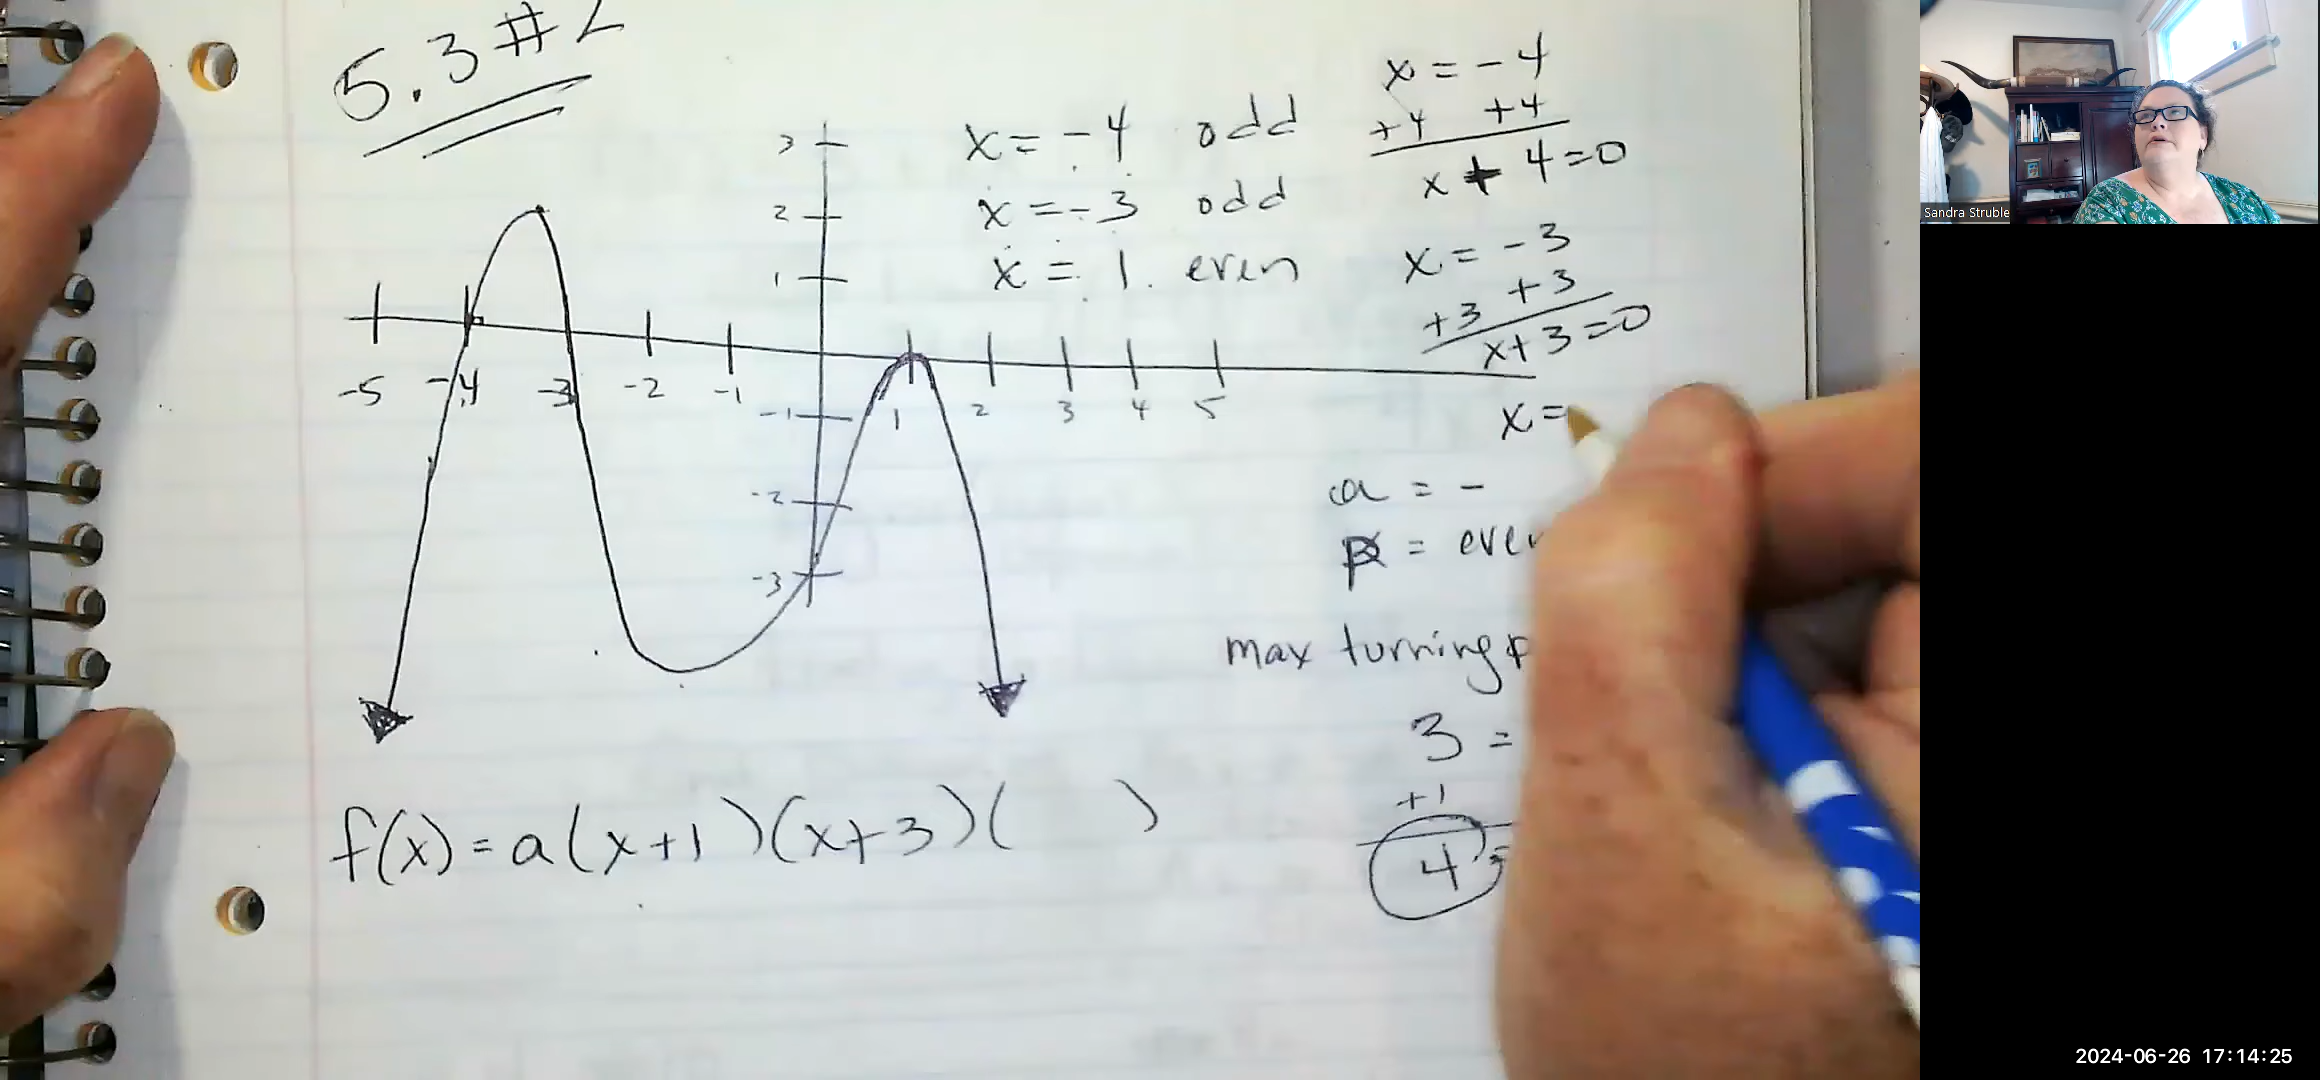 5.3 #2
x = -4 odd
x = -3 odd
x = 1 even
x = -4
+4 +4
x + 4 = 0
x = -3
+3 +3
x + 3 = 0
x =
3
2
1
-5 -4 -3 -2 -1 1 2 3 4 5
-1
-2
-3
a = -
= even
max turning
3 =
+1
4
f(x) = a(x+1)(x+3)( )
Sandra Struble
2024-06-26 17:14:25